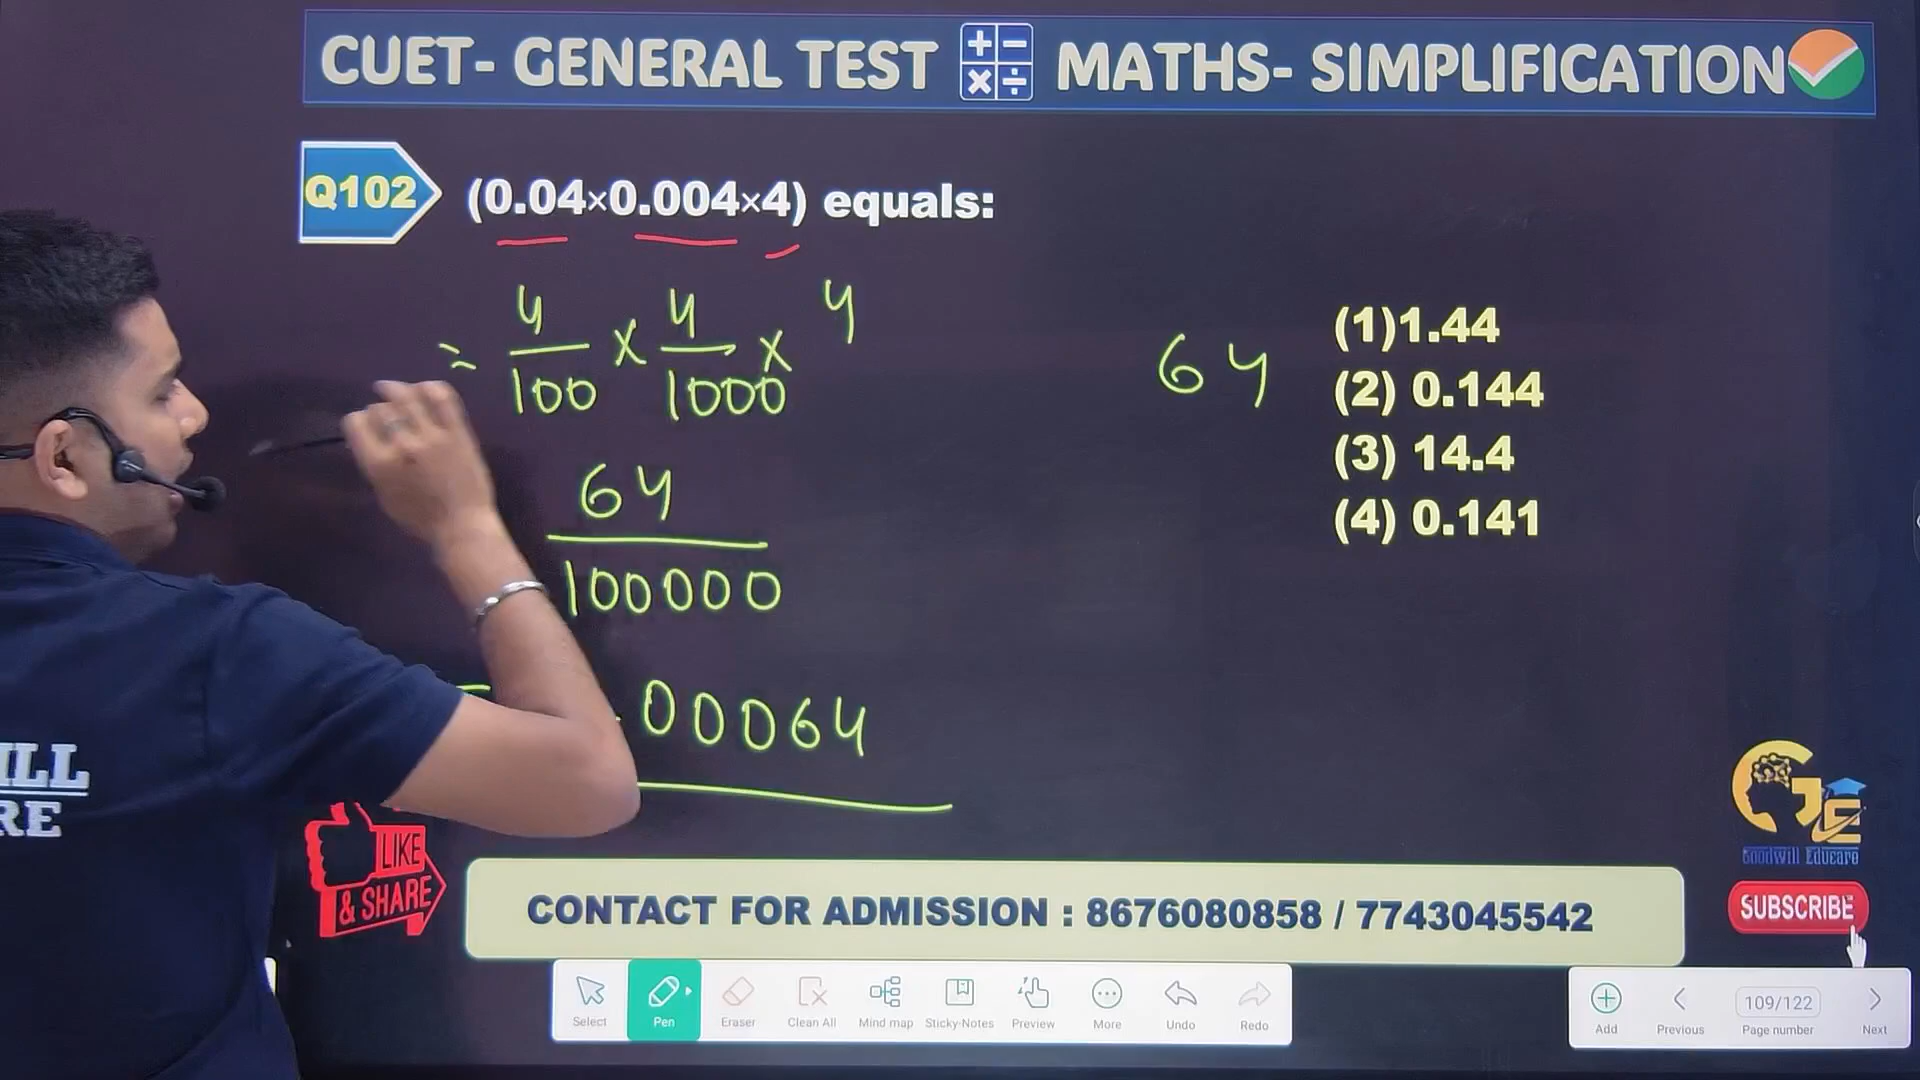 CUET- GENERAL TEST + - × ÷ MATHS- SIMPLIFICATION
Q102 (0.04×0.004×4) equals:
= 4/100 × 4/1000 × 4
64
(1)1.44
(2) 0.144
(3) 14.4
(4) 0.141
64
100000
.00064
ILL
RE
LIKE
& SHARE
GE
Goodwill Educare
SUBSCRIBE
CONTACT FOR ADMISSION : 8676080858 / 7743045542
Select Pen Eraser Clean All Mind map Sticky-Notes Preview More Undo Redo
Add Previous 109/122 Page number Next